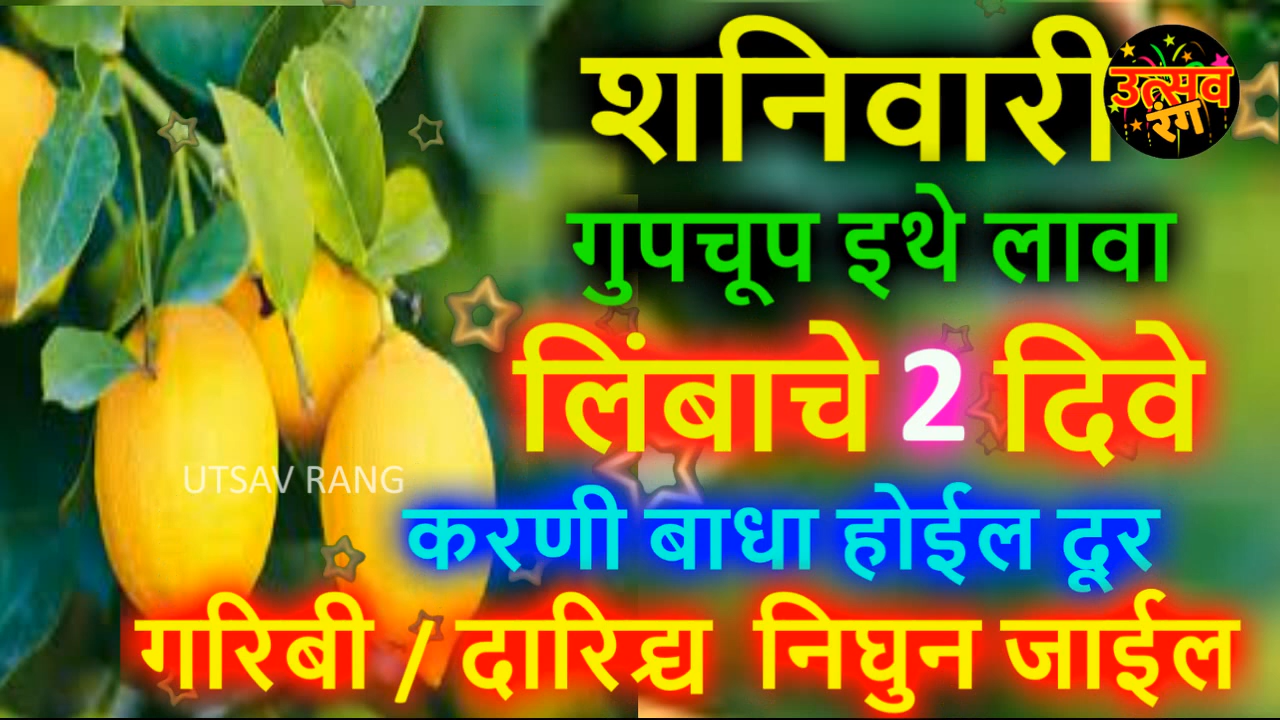 शनिवारी
उत्सव
रंग
गुपचूप इथे लावा
लिंबाचे 2 दिवे
UTSAV RANG
करणी बाधा होईल दूर
गरिबी / दारिद्य्र निघुन जाईल